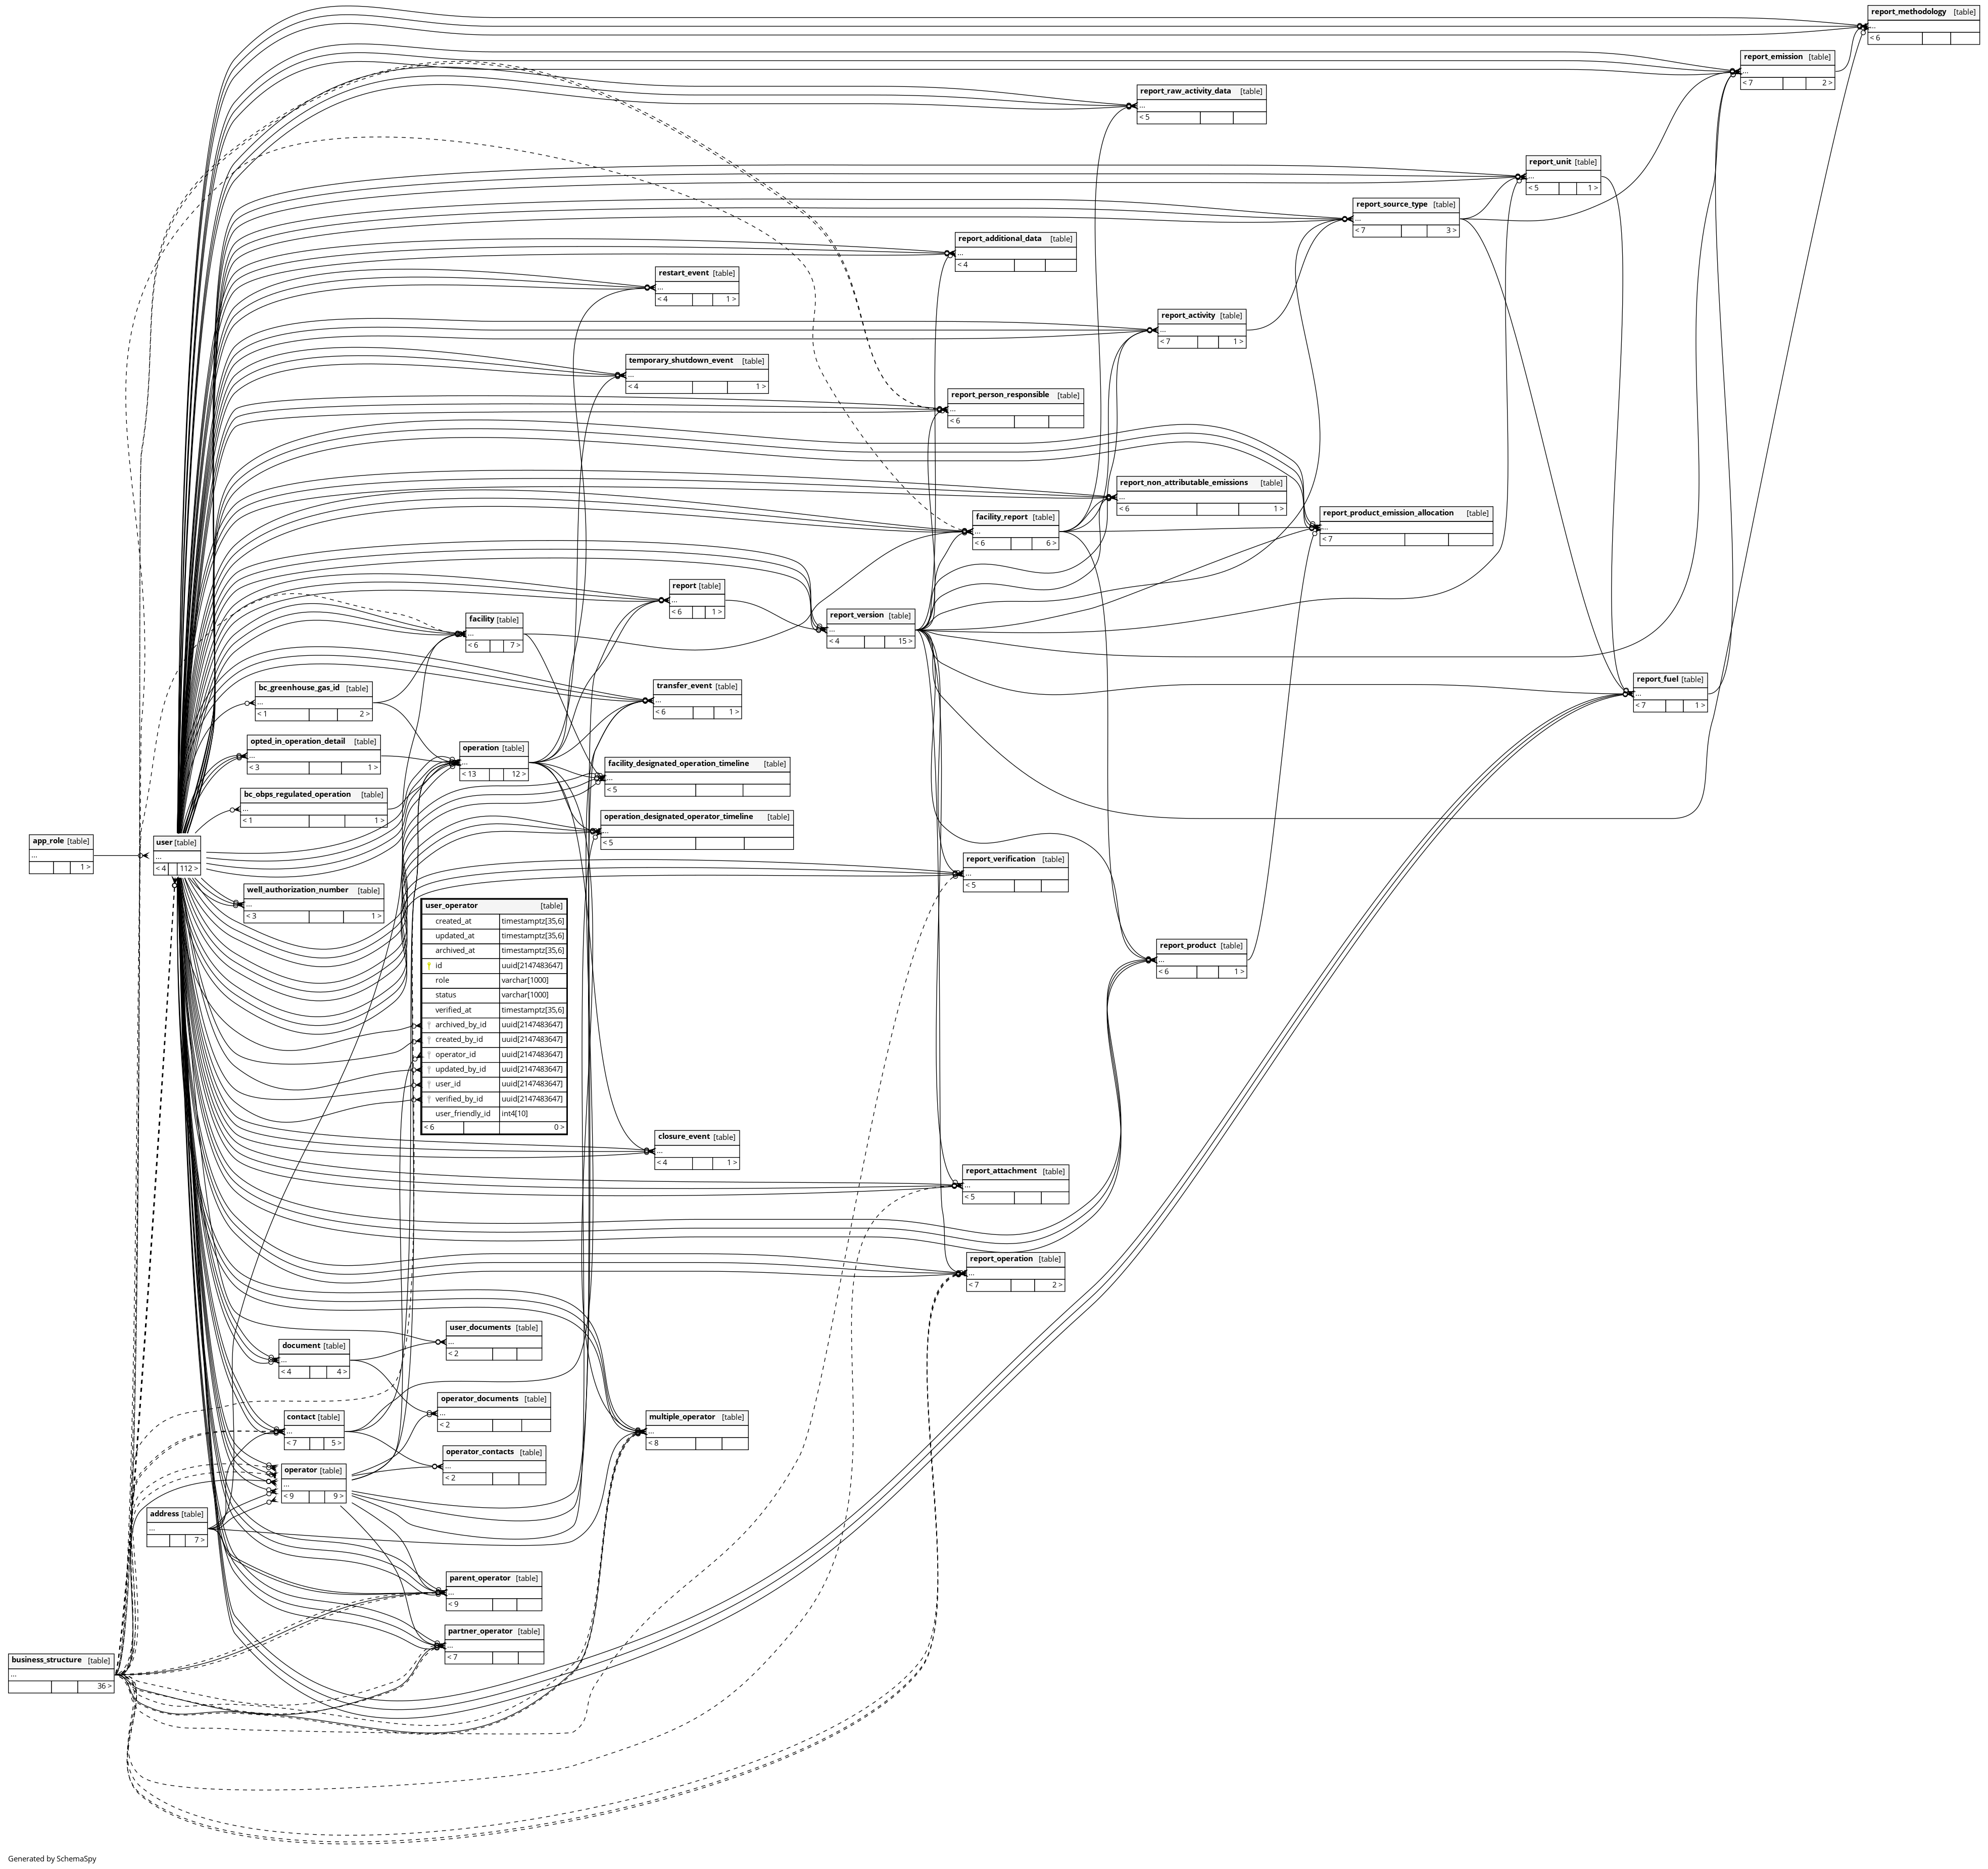 report_methodology [table]
...
< 6
report_emission [table]
...
< 7 2 >
report_raw_activity_data [table]
...
< 5
report_unit [table]
...
< 5 1 >
report_source_type [table]
...
< 7 3 >
report_additional_data [table]
...
< 4
restart_event [table]
...
< 4 1 >
report_activity [table]
...
< 7 1 >
temporary_shutdown_event [table]
...
< 4 1 >
report_person_responsible [table]
...
< 6
report_non_attributable_emissions [table]
...
< 6 1 >
report_product_emission_allocation [table]
...
< 7
facility_report [table]
...
< 6 6 >
report [table]
...
< 6 1 >
report_version [table]
...
< 4 15 >
facility [table]
...
< 6 7 >
report_fuel [table]
...
< 7 1 >
bc_greenhouse_gas_id [table]
...
< 1 2 >
transfer_event [table]
...
< 6 1 >
opted_in_operation_detail [table]
...
< 3 1 >
operation [table]
...
< 13 12 >
facility_designated_operation_timeline [table]
...
< 5
bc_obps_regulated_operation [table]
...
< 1 1 >
operation_designated_operator_timeline [table]
...
< 5
app_role [table]
...
1 >
user [table]
...
< 4 112 >
report_verification [table]
...
< 5
well_authorization_number [table]
...
< 3 1 >
user_operator [table]
created_at timestamptz[35,6]
updated_at timestamptz[35,6]
archived_at timestamptz[35,6]
id uuid[2147483647]
role varchar[1000]
status varchar[1000]
verified_at timestamptz[35,6]
archived_by_id uuid[2147483647]
created_by_id uuid[2147483647]
operator_id uuid[2147483647]
updated_by_id uuid[2147483647]
user_id uuid[2147483647]
verified_by_id uuid[2147483647]
user_friendly_id int4[10]
< 6 0 >
report_product [table]
...
< 6 1 >
closure_event [table]
...
< 4 1 >
report_attachment [table]
...
< 5
report_operation [table]
...
< 7 2 >
user_documents [table]
...
< 2
document [table]
...
< 4 4 >
operator_documents [table]
...
< 2
contact [table]
...
< 7 5 >
multiple_operator [table]
...
< 8
operator_contacts [table]
...
< 2
operator [table]
...
< 9 9 >
address [table]
...
7 >
parent_operator [table]
...
< 9
partner_operator [table]
...
< 7
business_structure [table]
...
36 >
Generated by SchemaSpy